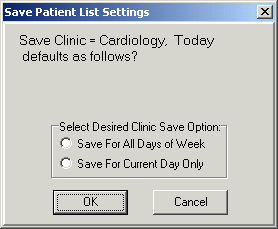 Save Patient List Settings
Save Clinic = Cardiology,  Today
defaults as follows?
Select Desired Clinic Save Option:
Save For All Days of Week
Save For Current Day Only
OK
Cancel